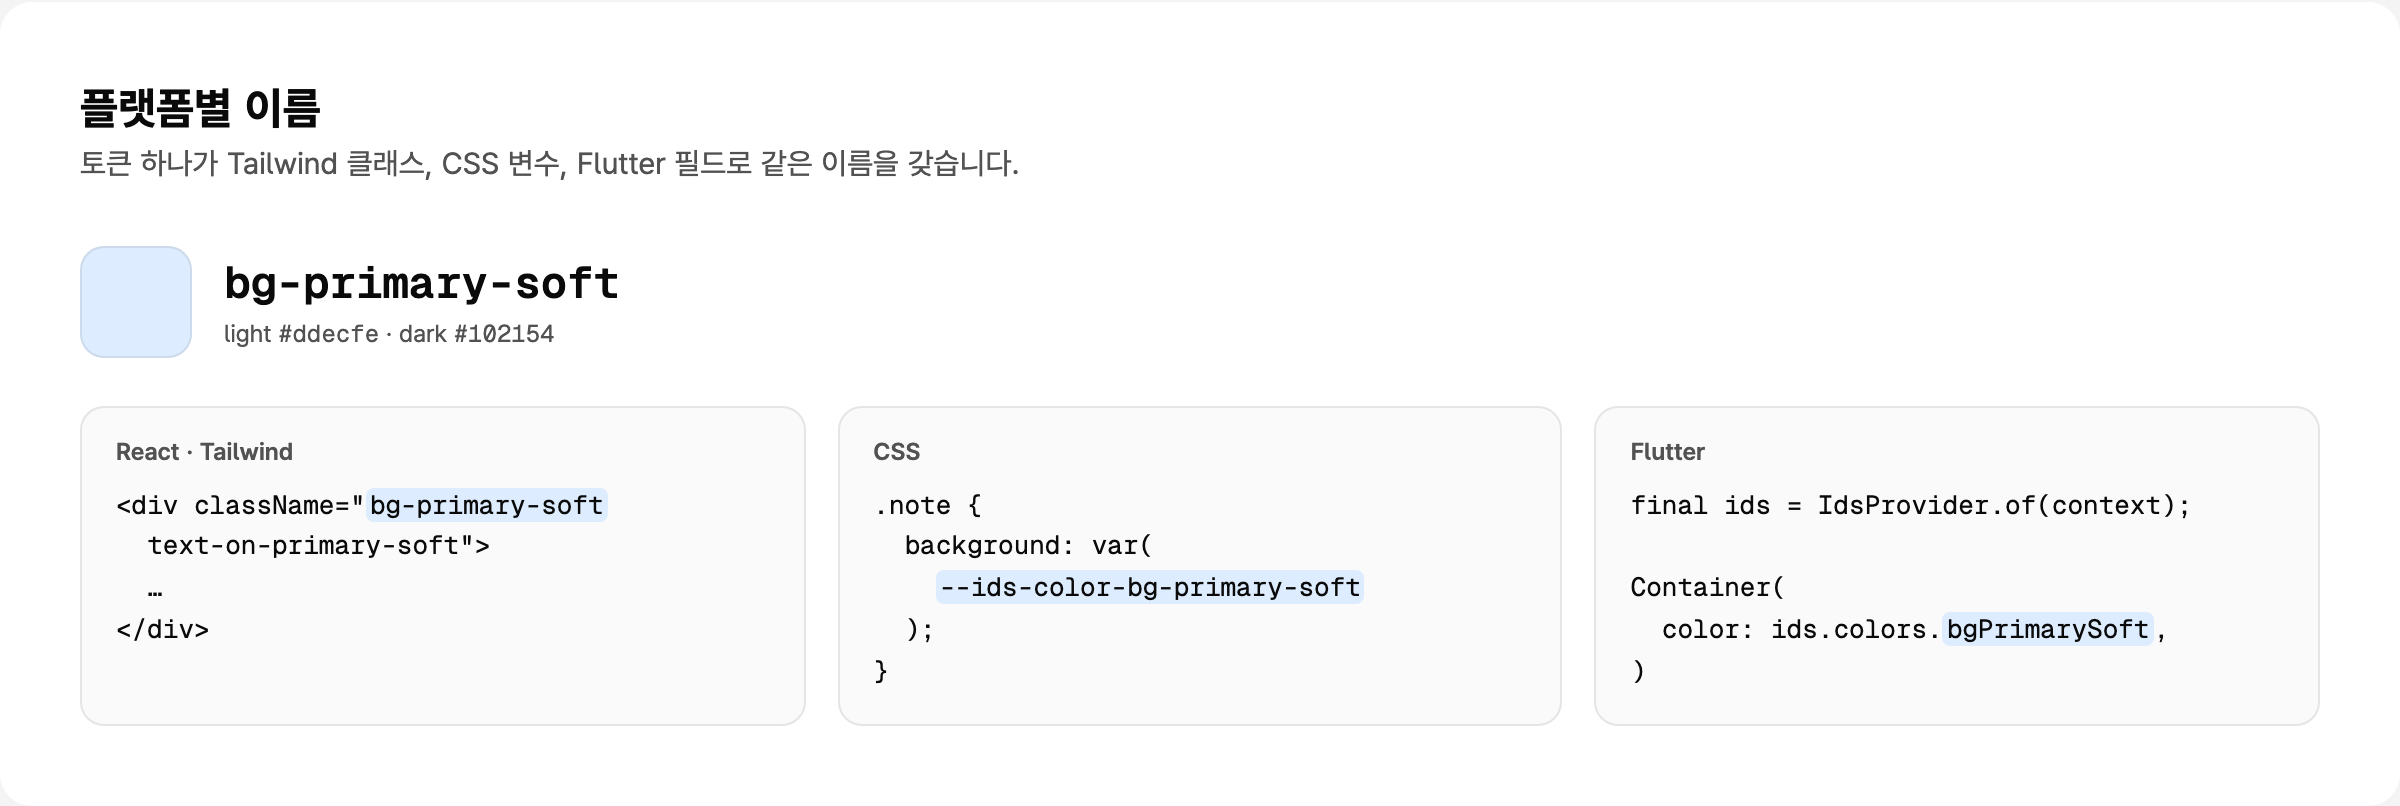 플랫폼별 이름
토큰 하나가 Tailwind 클래스, CSS 변수, Flutter 필드로 같은 이름을 갖습니다.
bg-primary-soft
light #ddecfe · dark #102154
React · Tailwind
<div className="bg-primary-soft
  text-on-primary-soft">
  …
</div>
CSS
.note {
  background: var(
    --ids-color-bg-primary-soft
  );
}
Flutter
final ids = IdsProvider.of(context);

Container(
  color: ids.colors.bgPrimarySoft,
)